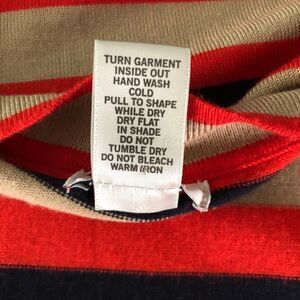 TURN GARMENT
INSIDE OUT
HAND WASH
COLD
PULL TO SHAPE
WHILE DRY
DRY FLAT
IN SHADE
DO NOT
TUMBLE DRY
DO NOT BLEACH
WARM IRON